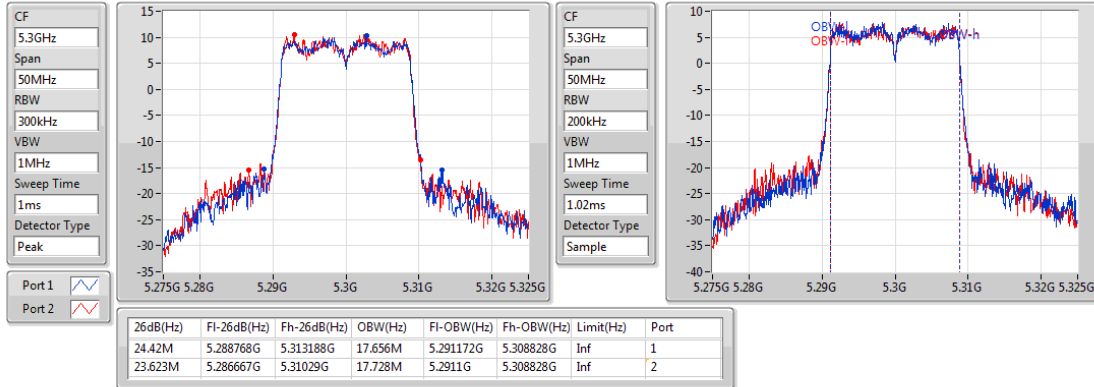 CF
5.3GHz
Span
50MHz
RBW
300kHz
VBW
1MHz
Sweep Time
1ms
Detector Type
Peak
Port 1
Port 2
15
10
5
0
-5
-10
-15
-20
-25
-30
-35
5.275G 5.28G 5.29G 5.3G 5.31G 5.32G 5.325G
CF
5.3GHz
Span
50MHz
RBW
200kHz
VBW
1MHz
Sweep Time
1.02ms
Detector Type
Sample
15
10
5
0
-5
-10
-15
-20
-25
-30
-35
-40
5.275G 5.28G 5.29G 5.3G 5.31G 5.32G 5.325G
26dB(Hz) Fl-26dB(Hz) Fh-26dB(Hz) OBW(Hz) Fl-OBW(Hz) Fh-OBW(Hz) Limit(Hz) Port
24.42M 5.288768G 5.313188G 17.656M 5.291172G 5.308828G Inf 1
23.623M 5.286667G 5.31029G 17.728M 5.2911G 5.308828G Inf 2